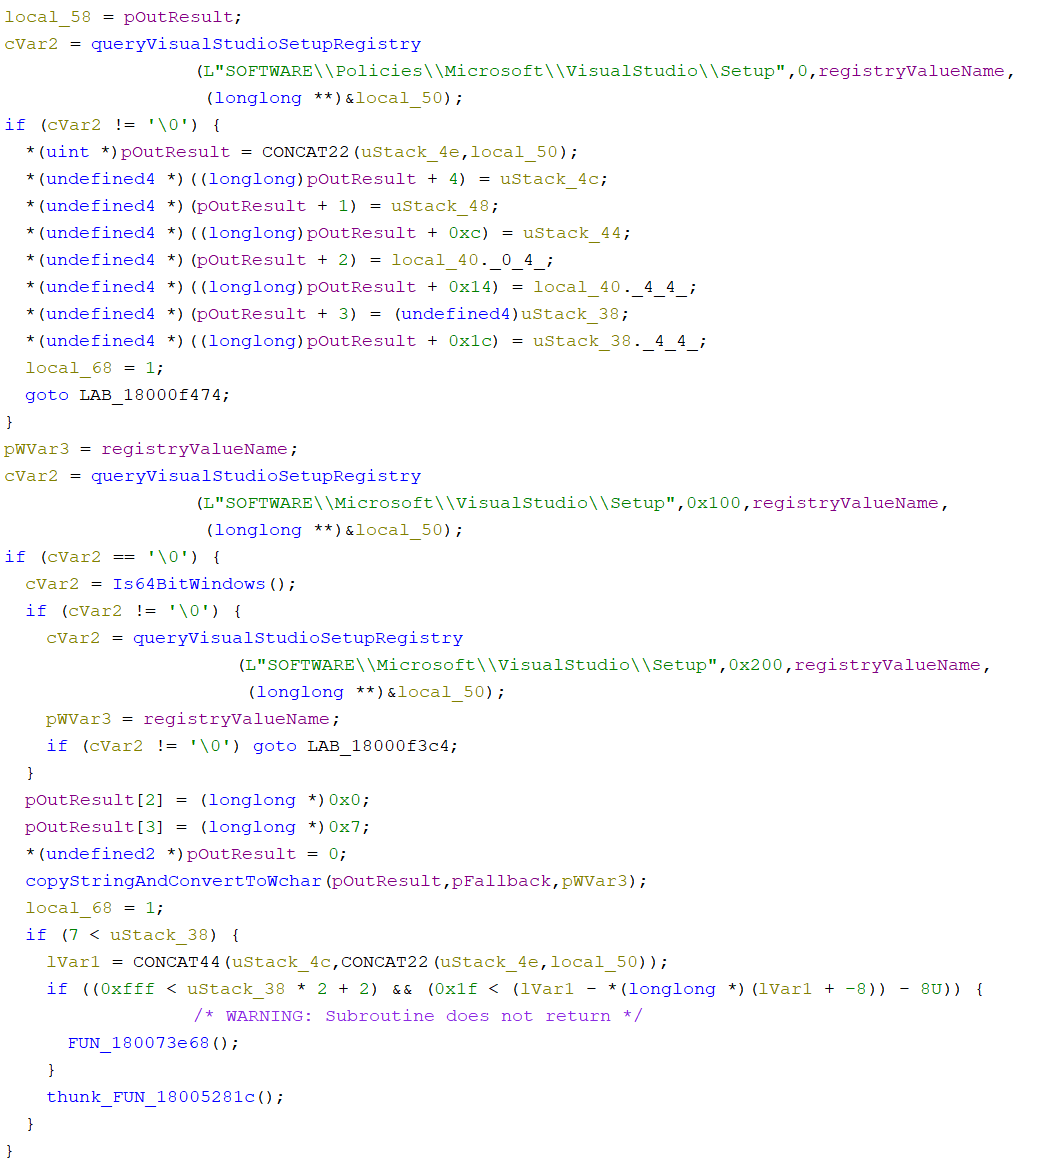 local_58 = pOutResult;
cVar2 = queryVisualStudioSetupRegistry
(L"SOFTWARE\\Policies\\Microsoft\\VisualStudio\\Setup",0,registryValueName,
(longlong **)&local_50);
if (cVar2 != '\0') {
*(uint *)pOutResult = CONCAT22(uStack_4e,local_50);
*(undefined4 *)((longlong)pOutResult + 4) = uStack_4c;
*(undefined4 *)(pOutResult + 1) = uStack_48;
*(undefined4 *)((longlong)pOutResult + 0xc) = uStack_44;
*(undefined4 *)(pOutResult + 2) = local_40._0_4_;
*(undefined4 *)((longlong)pOutResult + 0x14) = local_40._4_4_;
*(undefined4 *)(pOutResult + 3) = (undefined4)uStack_38;
*(undefined4 *)((longlong)pOutResult + 0x1c) = uStack_38._4_4_;
local_68 = 1;
goto LAB_18000f474;
}
pWVar3 = registryValueName;
cVar2 = queryVisualStudioSetupRegistry
(L"SOFTWARE\\Microsoft\\VisualStudio\\Setup",0x100,registryValueName,
(longlong **)&local_50);
if (cVar2 == '\0') {
cVar2 = Is64BitWindows();
if (cVar2 != '\0') {
cVar2 = queryVisualStudioSetupRegistry
(L"SOFTWARE\\Microsoft\\VisualStudio\\Setup",0x200,registryValueName,
(longlong **)&local_50);
pWVar3 = registryValueName;
if (cVar2 != '\0') goto LAB_18000f3c4;
}
pOutResult[2] = (longlong *)0x0;
pOutResult[3] = (longlong *)0x7;
*(undefined2 *)pOutResult = 0;
copyStringAndConvertToWchar(pOutResult,pFallback,pWVar3);
local_68 = 1;
if (7 < uStack_38) {
lVar1 = CONCAT44(uStack_4c,CONCAT22(uStack_4e,local_50));
if ((0xfff < uStack_38 * 2 + 2) && (0x1f < (lVar1 - *(longlong *)(lVar1 + -8)) - 8U)) {
/* WARNING: Subroutine does not return */
FUN_180073e68();
}
thunk_FUN_18005281c();
}
}